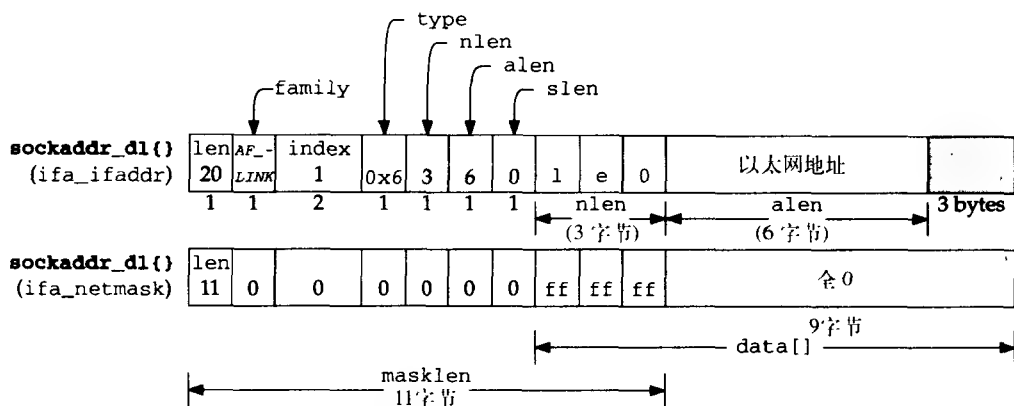 type
nlen
alen
slen
family
sockaddr_dl{}
(ifa_ifaddr)
len AF_- index
20 LINK 1 0x6 3 6 0 l e 0 以太网地址
1 1 2 1 1 1 1 nlen alen 3 bytes
(3字节) (6字节)
sockaddr_dl{}
(ifa_netmask)
len
11 0 0 0 0 0 0 ff ff ff 全0
9字节
data[]
masklen
11字节